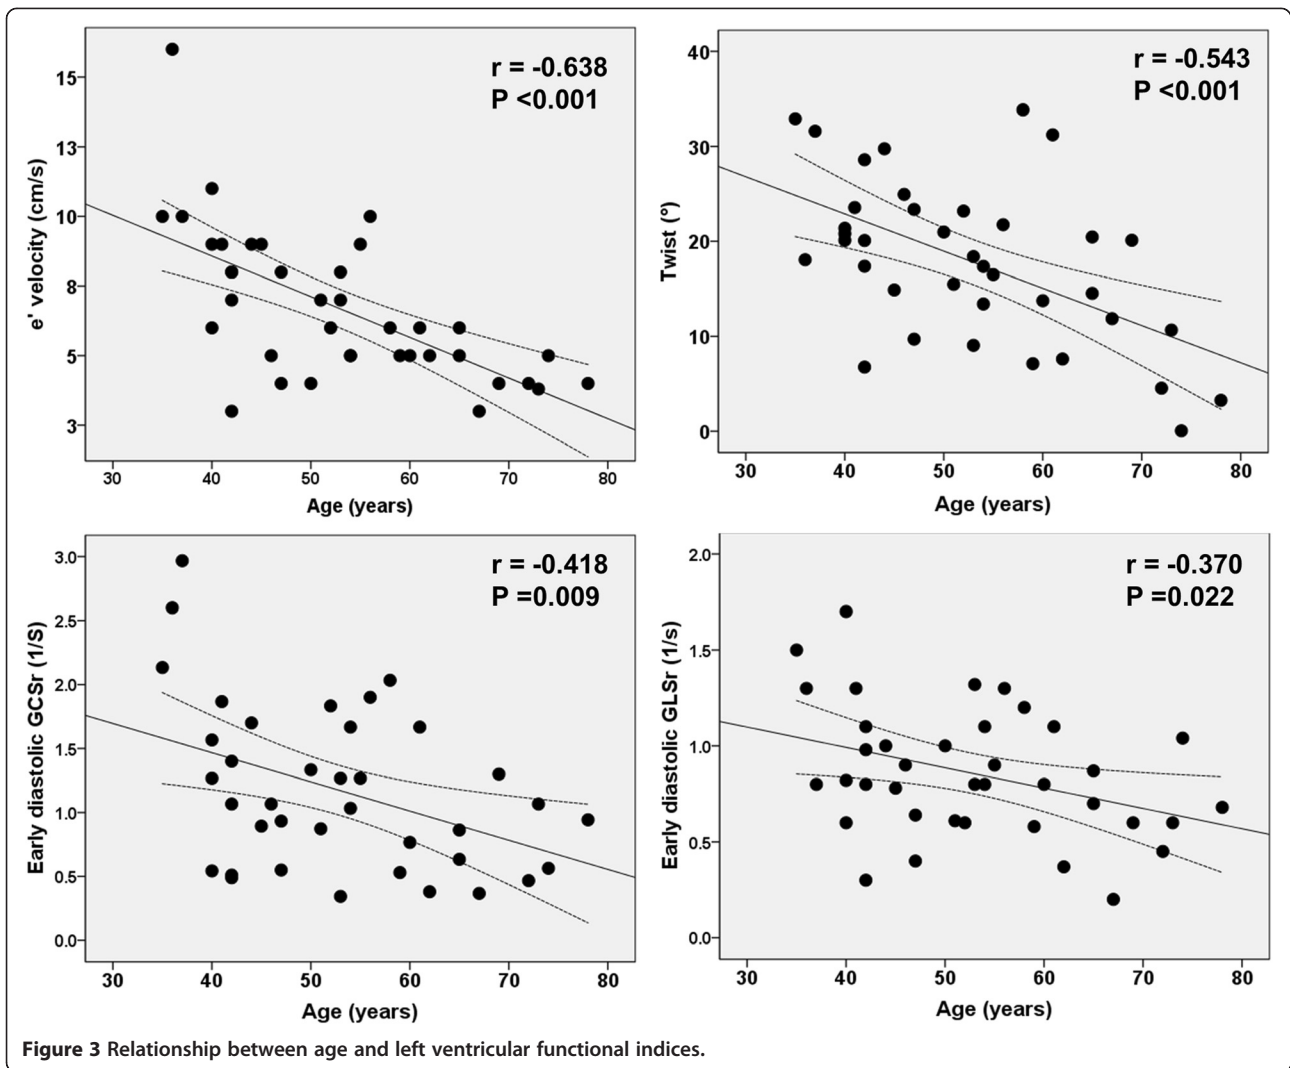 r = -0.638
P <0.001
15
13
10
8
5
3
e' velocity (cm/s)
30 40 50 60 70 80
Age (years)
r = -0.543
P <0.001
40
30
20
10
0
Twist (°)
30 40 50 60 70 80
Age (years)
r = -0.418
P =0.009
3.0
2.5
2.0
1.5
1.0
0.5
0.0
Early diastolic GCSr (1/S)
30 40 50 60 70 80
Age (years)
r = -0.370
P =0.022
2.0
1.5
1.0
0.5
0.0
Early diastolic GLSr (1/s)
30 40 50 60 70 80
Age (years)
Figure 3 Relationship between age and left ventricular functional indices.